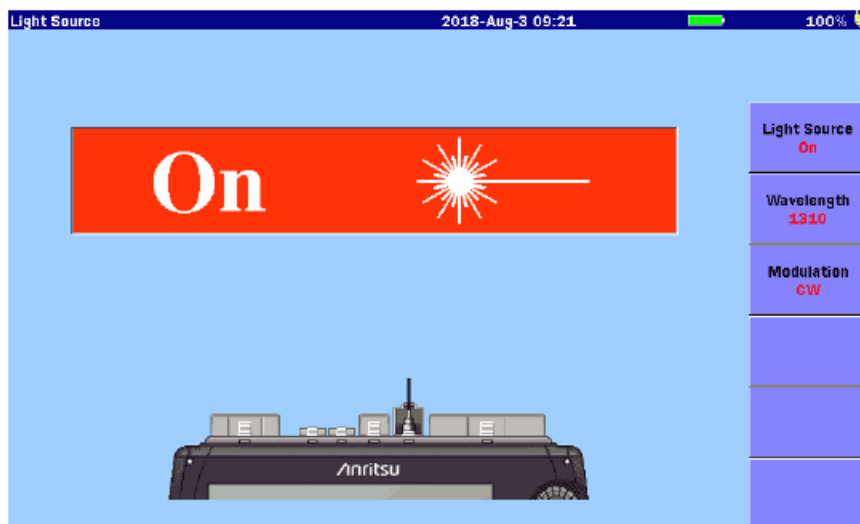 Light Source 2018-Aug-3 09:21 100%
On
Light Source
On
Wavelength
1310
Modulation
CW
Anritsu